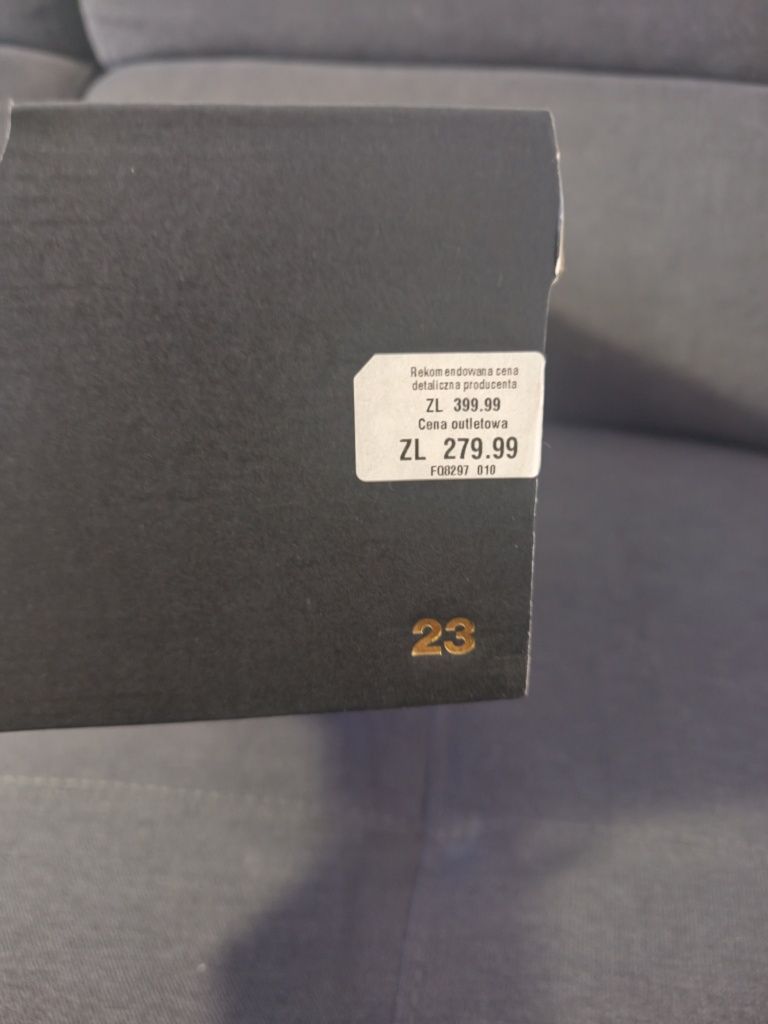 Rekomendowana cena
detaliczna producenta
ZL 399.99
Cena outletowa
ZL 279.99
FQ8297 010
23